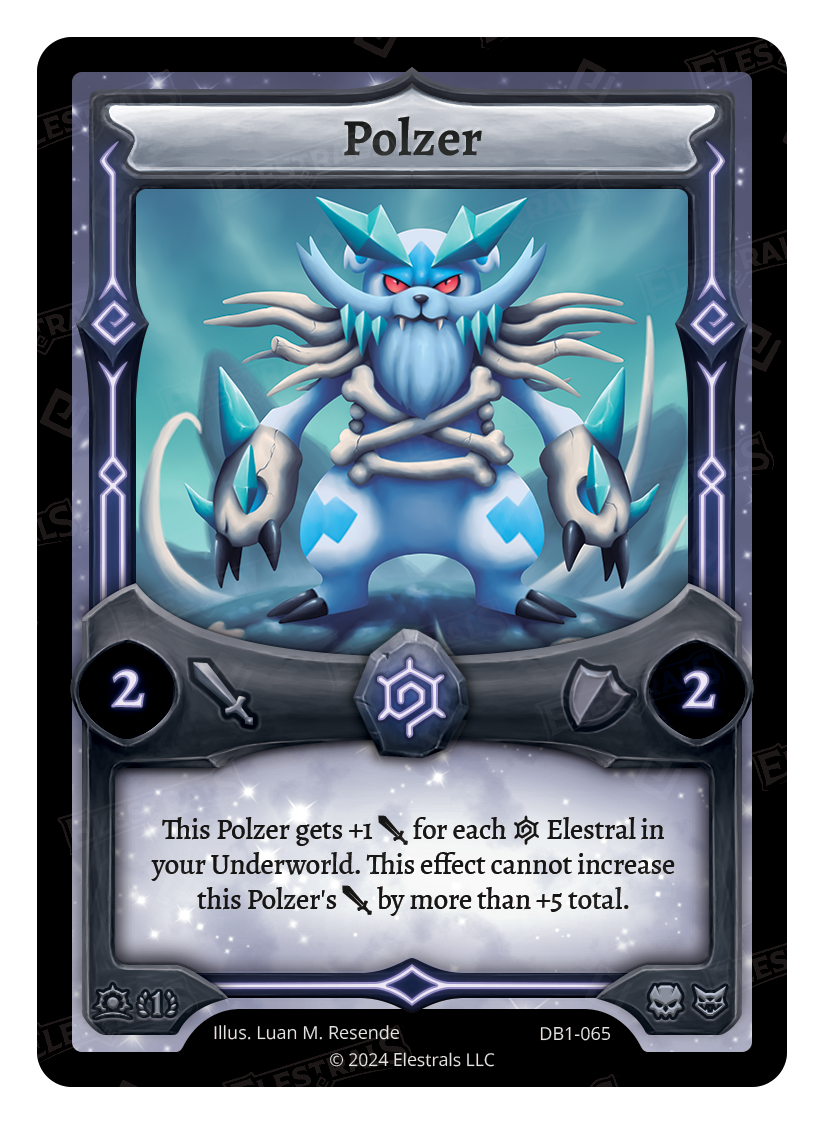 Polzer
2
2
This Polzer gets +1 for each Elestral in
your Underworld. This effect cannot increase
this Polzer's by more than +5 total.
1
Illus. Luan M. Resende
DB1-065
© 2024 Elestrals LLC